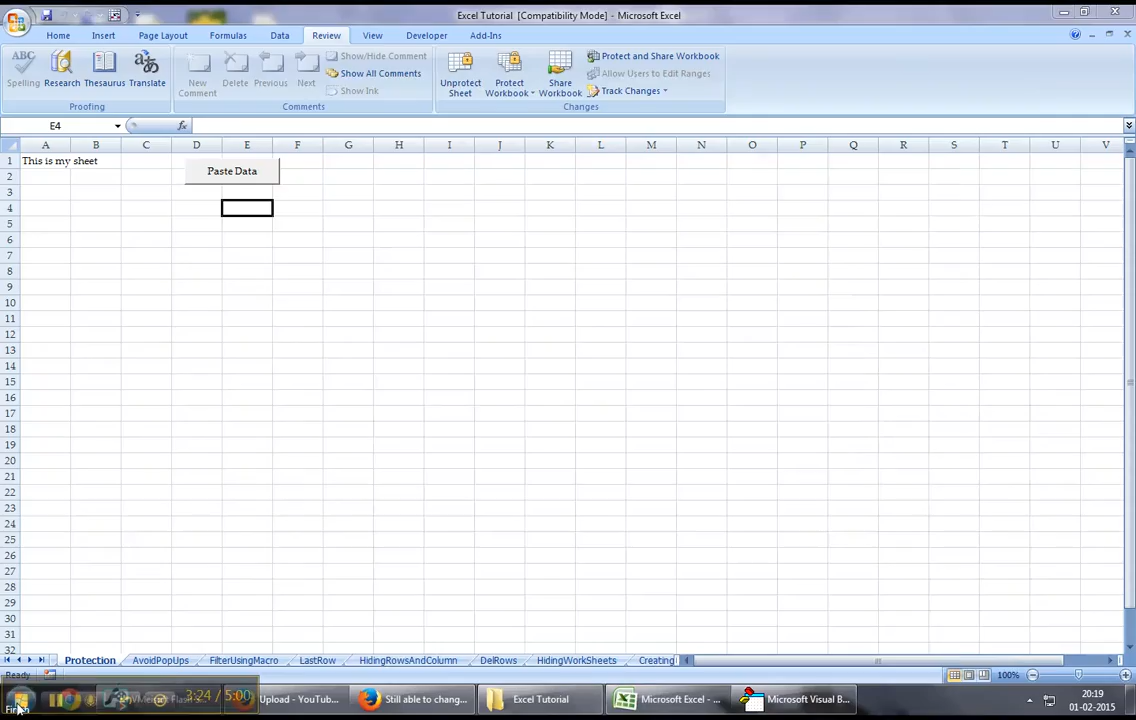 Excel Tutorial [Compatibility Mode] - Microsoft Excel
Home Insert Page Layout Formulas Data Review View Developer Add-Ins
Spelling Research Thesaurus Translate
Proofing
New Comment Delete Previous Next
Show/Hide Comment
Show All Comments
Show Ink
Comments
Unprotect Sheet Protect Workbook Share Workbook
Protect and Share Workbook
Allow Users to Edit Ranges
Track Changes
Changes
E4 fx
A B C D E F G H I J K L M N O P Q R S T U V
1 This is my sheet
Paste Data
2
3
4
5
6
7
8
9
10
11
12
13
14
15
16
17
18
19
20
21
22
23
24
25
26
27
28
29
30
31
32
Protection AvoidPopUps FilterUsingMacro LastRow HidingRowsAndColumn DelRows HidingWorkSheets Creating
Ready 100%
3:24 / 5:00
Upload - YouTub... Still able to chang... Excel Tutorial Microsoft Excel - ... Microsoft Visual B...
20:19
01-02-2015